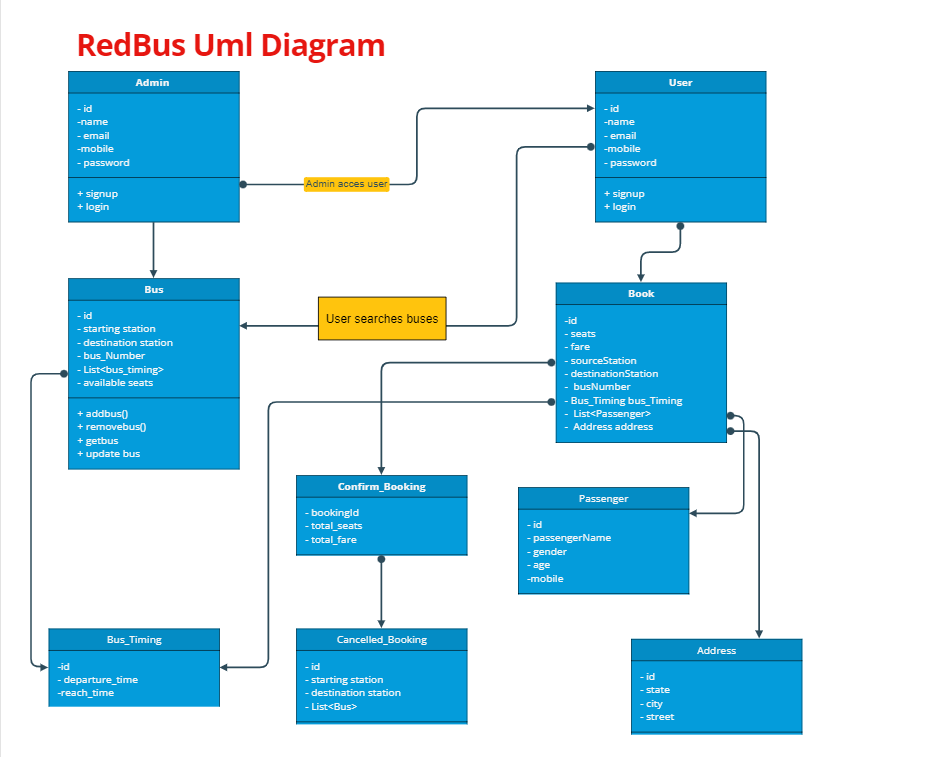 RedBus Uml Diagram
Admin
- id
-name
- email
-mobile
- password
+ signup
+ login
Admin acces user
User
- id
-name
- email
-mobile
- password
+ signup
+ login
Bus
- id
- starting station
- destination station
- bus_Number
- List<bus_timing>
- available seats
+ addbus()
+ removebus()
+ getbus
+ update bus
User searches buses
Book
-id
- seats
- fare
- sourceStation
- destinationStation
- busNumber
- Bus_Timing bus_Timing
- List<Passenger>
- Address address
Confirm_Booking
- bookingId
- total_seats
- total_fare
Passenger
- id
- passengerName
- gender
- age
-mobile
Bus_Timing
-id
- departure_time
-reach_time
Cancelled_Booking
- id
- starting station
- destination station
- List<Bus>
Address
- id
- state
- city
- street